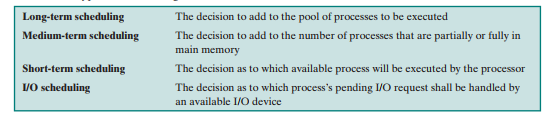 Long-term scheduling The decision to add to the pool of processes to be executed
Medium-term scheduling The decision to add to the number of processes that are partially or fully in
main memory
Short-term scheduling The decision as to which available process will be executed by the processor
I/O scheduling The decision as to which process's pending I/O request shall be handled by
an available I/O device